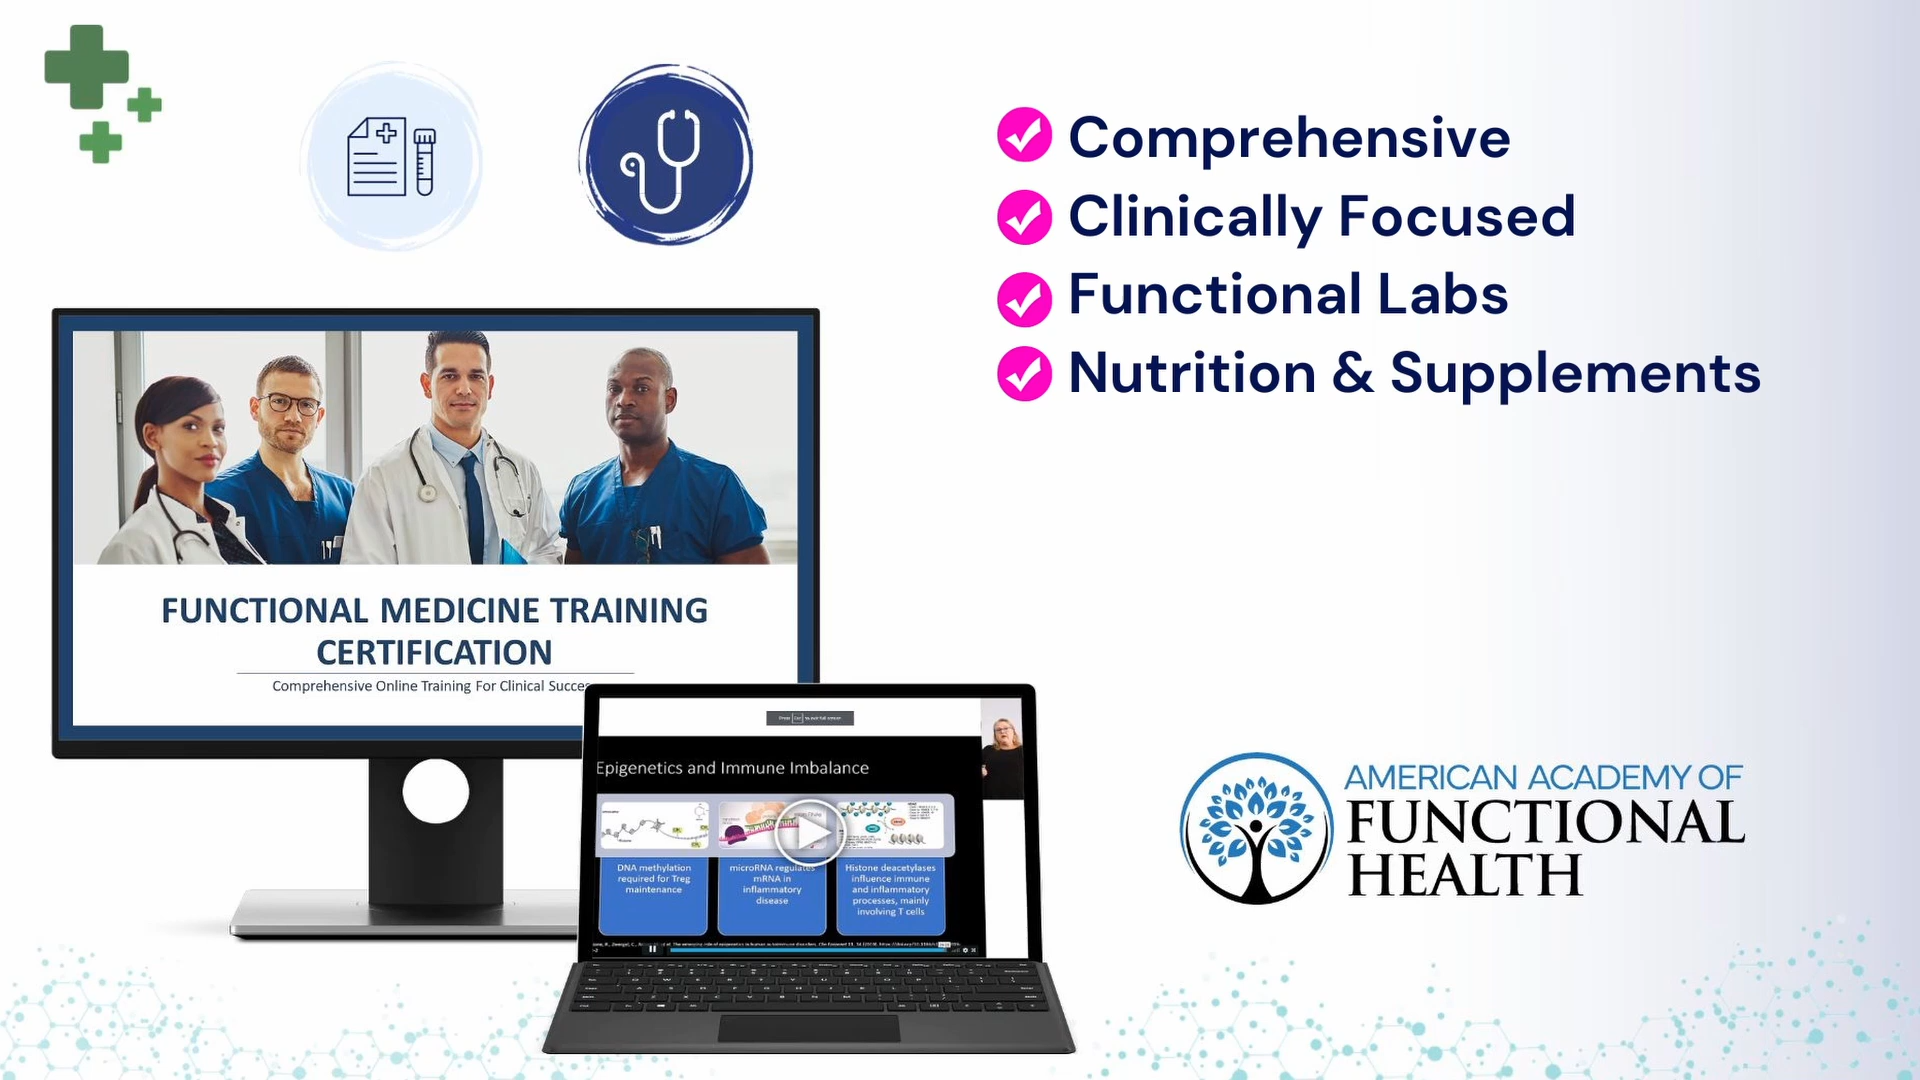 Comprehensive
Clinically Focused
Functional Labs
Nutrition & Supplements
FUNCTIONAL MEDICINE TRAINING
CERTIFICATION
Comprehensive Online Training For Clinical
Epigenetics and Immune Imbalance
DNA methylation
required for Treg
maintenance
microRNA regulates
mRNA in
inflammatory
disease
Histone deacetylases
influence immune
and inflammatory
processes, mainly
involving T cells
AMERICAN ACADEMY OF
FUNCTIONAL
HEALTH